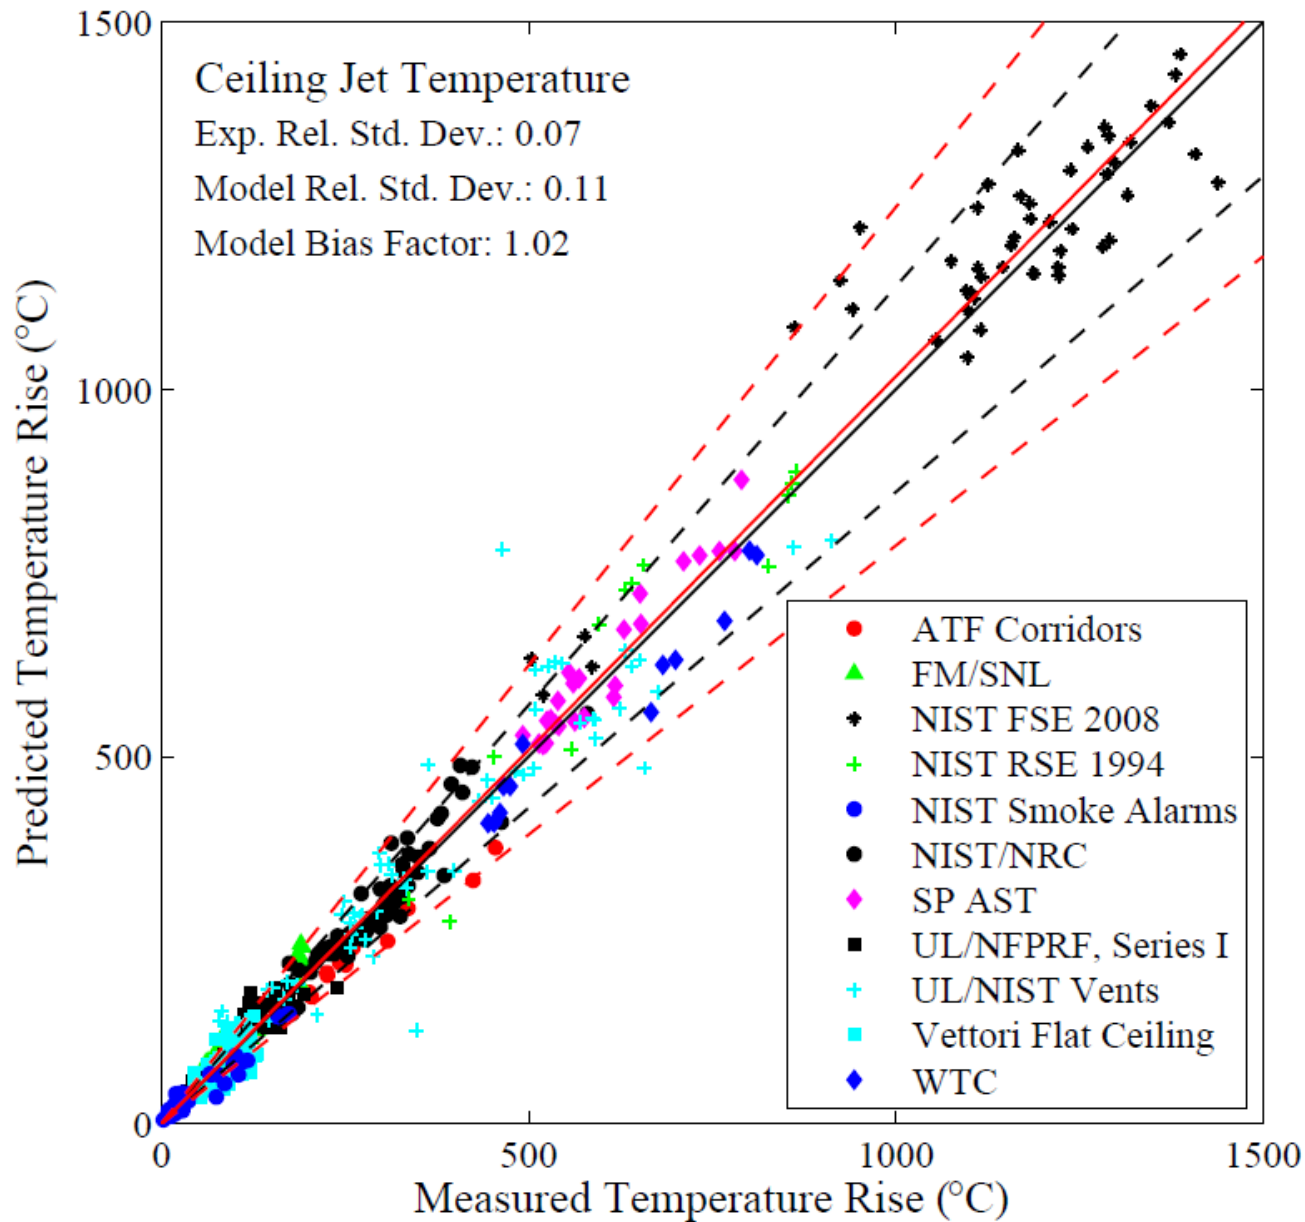 1500
Ceiling Jet Temperature
Exp. Rel. Std. Dev.: 0.07
Model Rel. Std. Dev.: 0.11
Model Bias Factor: 1.02
Predicted Temperature Rise (°C)
1000
500
0
ATF Corridors
FM/SNL
NIST FSE 2008
NIST RSE 1994
NIST Smoke Alarms
NIST/NRC
SP AST
UL/NFPRF, Series I
UL/NIST Vents
Vettori Flat Ceiling
WTC
0 500 1000 1500
Measured Temperature Rise (°C)